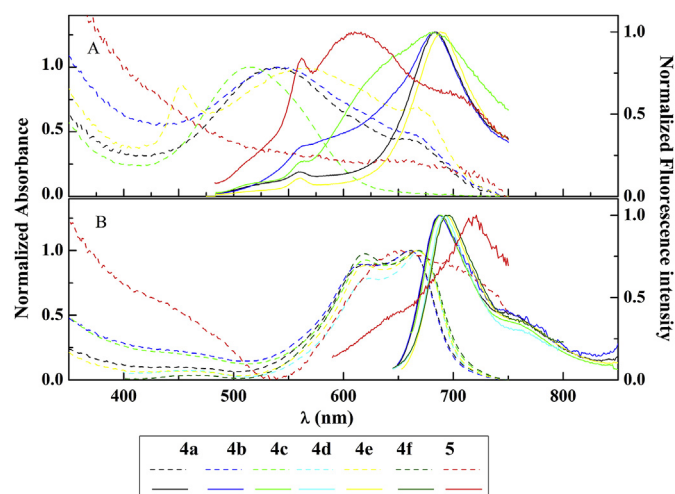 A
1.0
0.5
0.0
1.0
0.5
0.0
B
1.0
0.5
0.0
1.0
0.5
0.0
Normalized Absorbance
Normalized Fluorescence intensity
400 500 600 700 800
λ (nm)
4a 4b 4c 4d 4e 4f 5